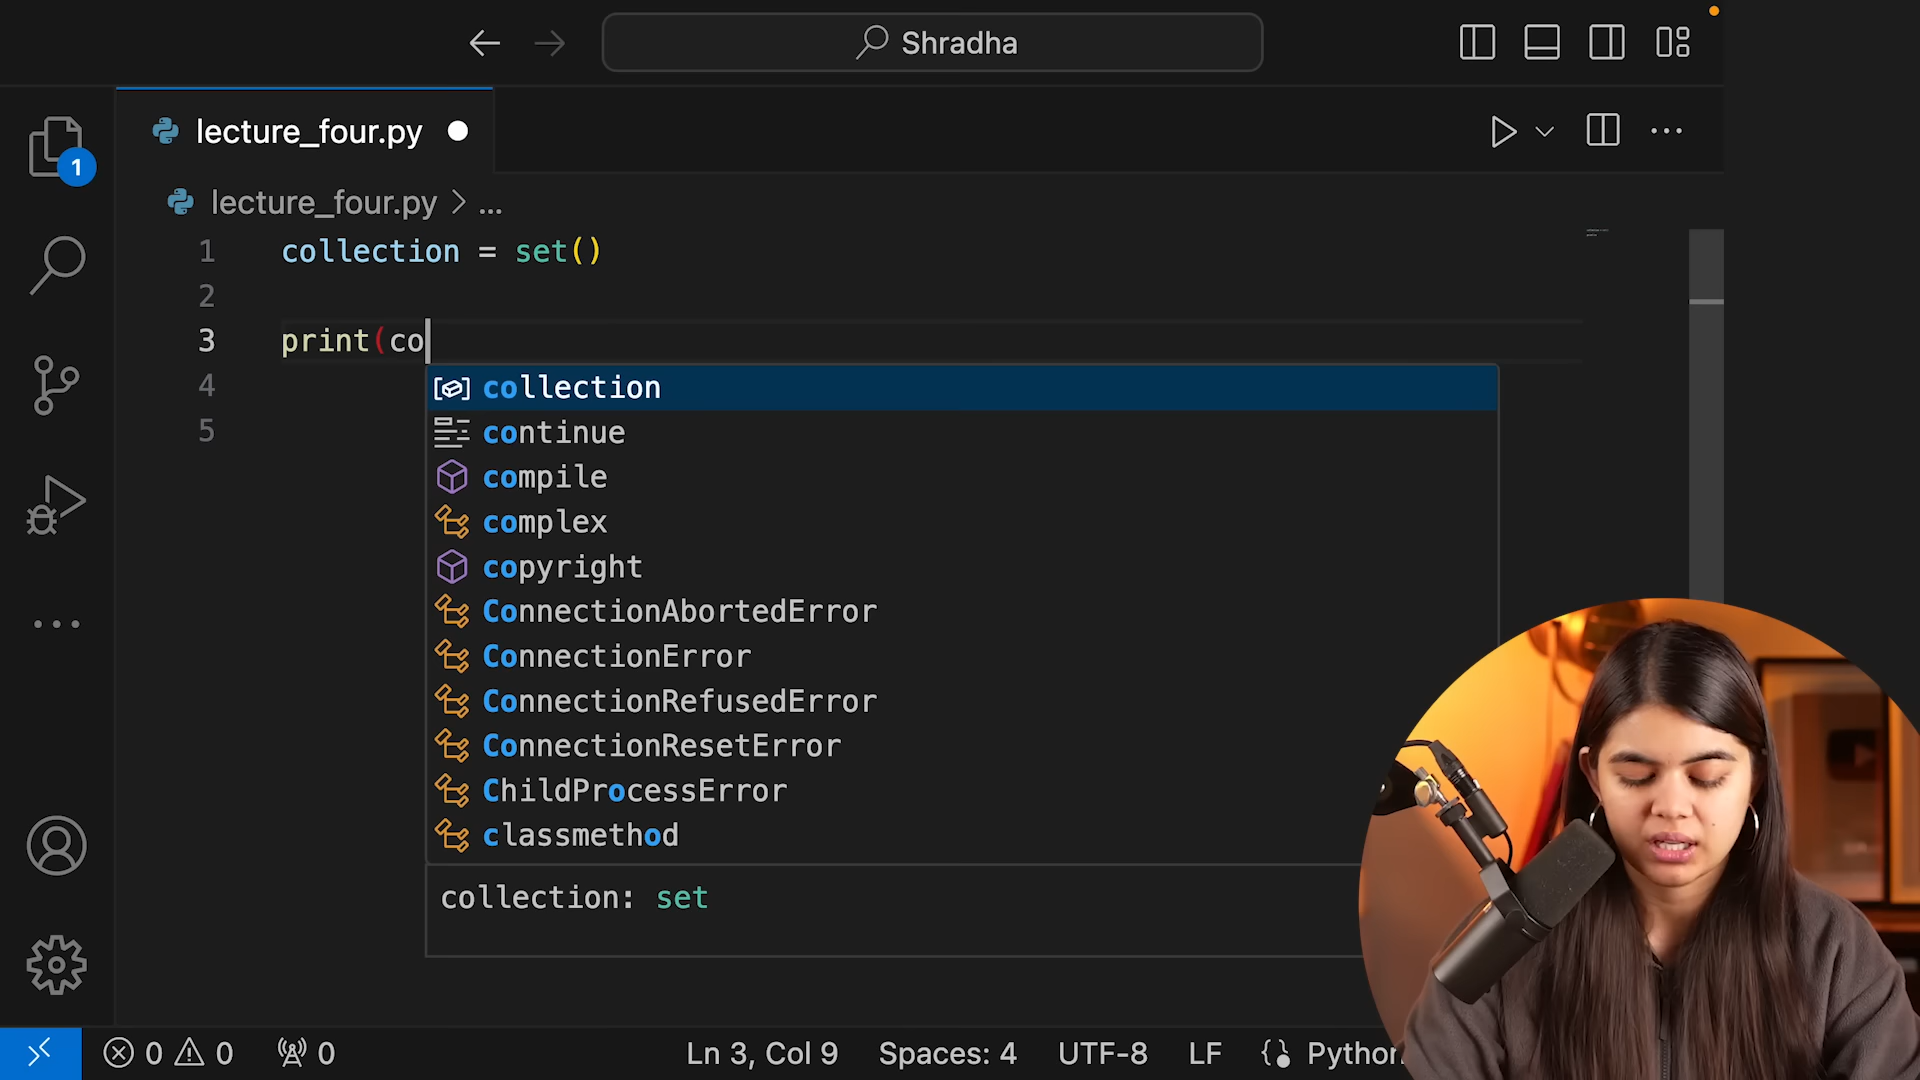 Shradha
lecture_four.py
1
lecture_four.py > ...
1 collection = set()
2
3 print(co
4
5
collection
continue
compile
complex
copyright
ConnectionAbortedError
ConnectionError
ConnectionRefusedError
ConnectionResetError
ChildProcessError
classmethod
collection: set
0 0 0 Ln 3, Col 9 Spaces: 4 UTF-8 LF Python